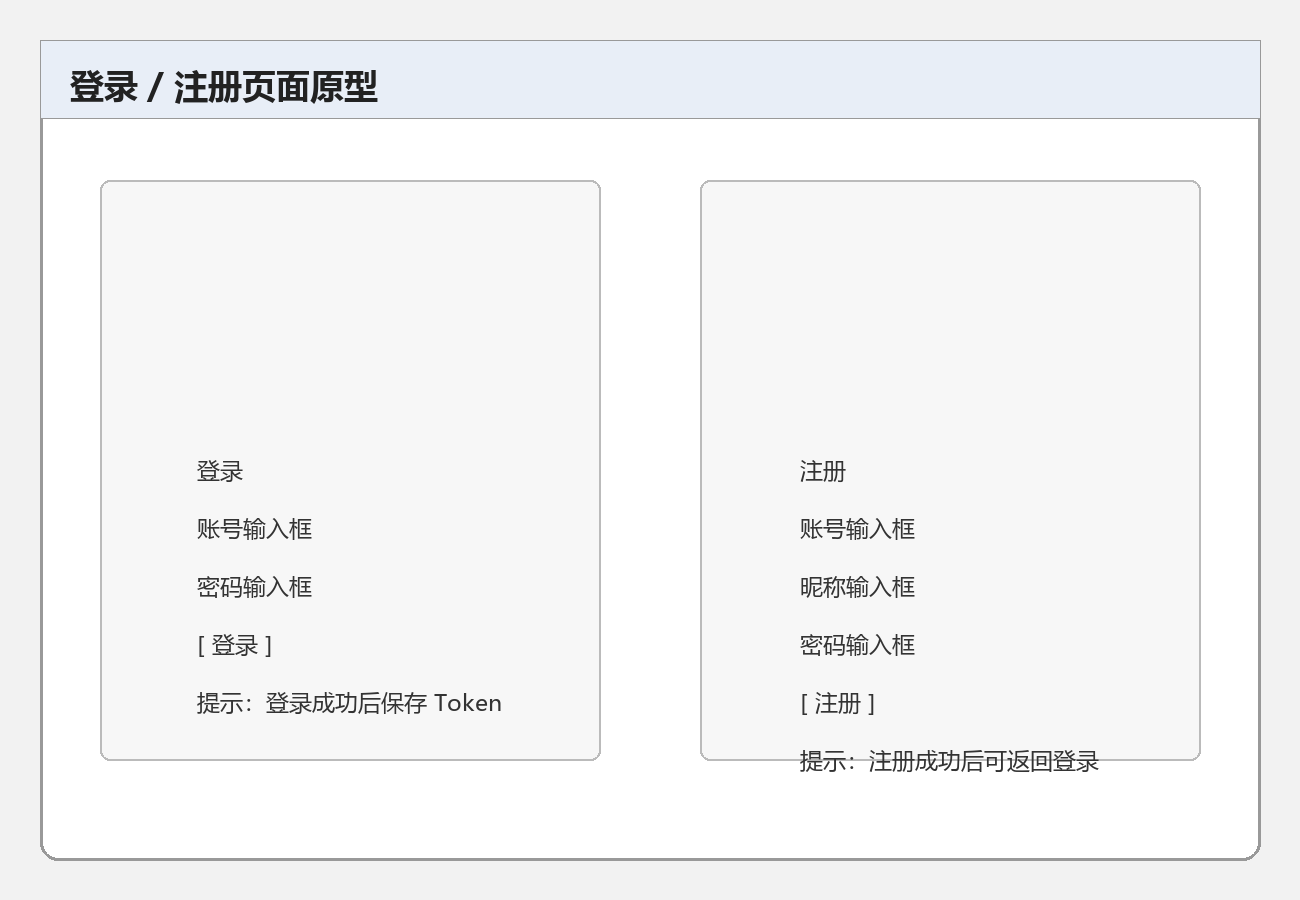 登录 / 注册页面原型
登录
账号输入框
密码输入框
[ 登录 ]
提示：登录成功后保存 Token
注册
账号输入框
昵称输入框
密码输入框
[ 注册 ]
提示：注册成功后可返回登录